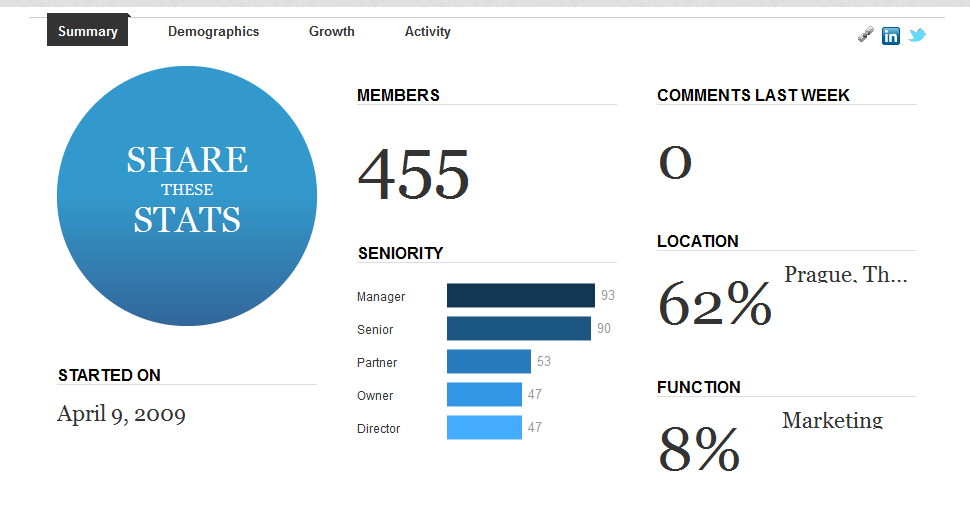 Summary
Demographics
Growth
Activity
in
SHARE
THESE
STATS
STARTED ON
April 9, 2009
MEMBERS
455
SENIORITY
Manager 93
Senior 90
Partner 53
Owner 47
Director 47
COMMENTS LAST WEEK
0
LOCATION
62% Prague, Th...
FUNCTION
8% Marketing